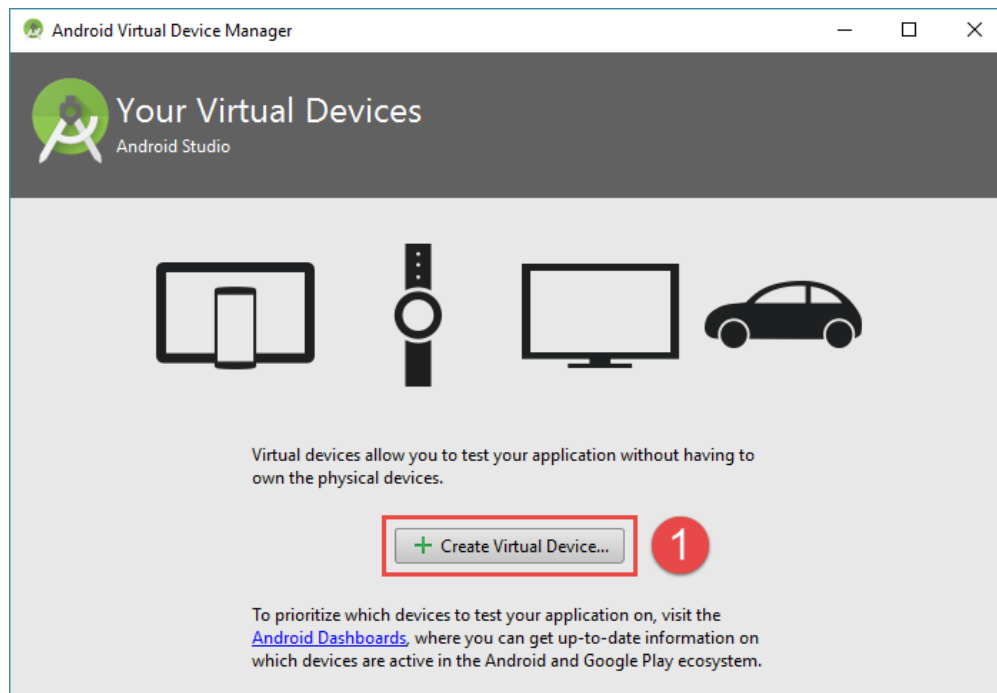 Android Virtual Device Manager
Your Virtual Devices
Android Studio
Virtual devices allow you to test your application without having to
own the physical devices.
+ Create Virtual Device...
1
To prioritize which devices to test your application on, visit the
Android Dashboards, where you can get up-to-date information on
which devices are active in the Android and Google Play ecosystem.